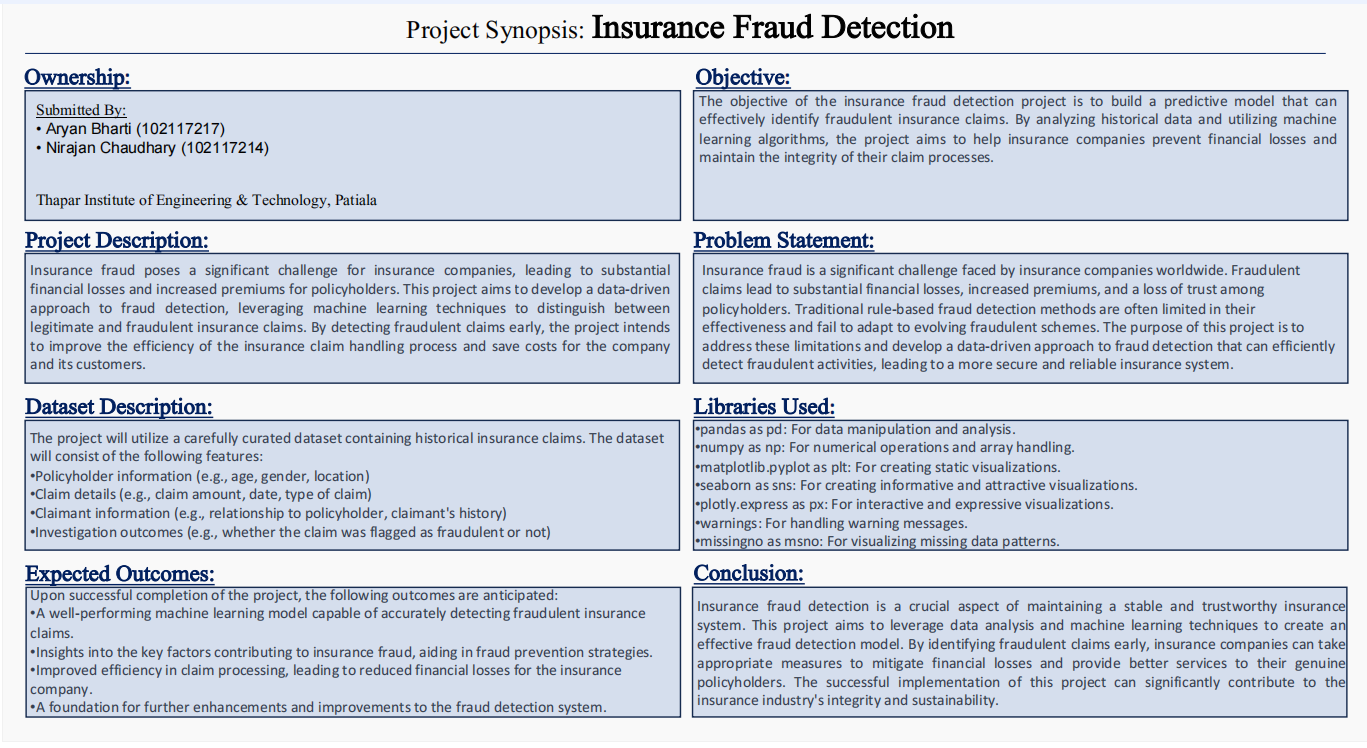 Project Synopsis: Insurance Fraud Detection
Ownership:
Submitted By:
• Aryan Bharti (102117217)
• Nirajan Chaudhary (102117214)
Thapar Institute of Engineering & Technology, Patiala
Objective:
The objective of the insurance fraud detection project is to build a predictive model that can
effectively identify fraudulent insurance claims. By analyzing historical data and utilizing machine
learning algorithms, the project aims to help insurance companies prevent financial losses and
maintain the integrity of their claim processes.
Project Description:
Insurance fraud poses a significant challenge for insurance companies, leading to substantial
financial losses and increased premiums for policyholders. This project aims to develop a data-driven
approach to fraud detection, leveraging machine learning techniques to distinguish between
legitimate and fraudulent insurance claims. By detecting fraudulent claims early, the project intends
to improve the efficiency of the insurance claim handling process and save costs for the company
and its customers.
Problem Statement:
Insurance fraud is a significant challenge faced by insurance companies worldwide. Fraudulent
claims lead to substantial financial losses, increased premiums, and a loss of trust among
policyholders. Traditional rule-based fraud detection methods are often limited in their
effectiveness and fail to adapt to evolving fraudulent schemes. The purpose of this project is to
address these limitations and develop a data-driven approach to fraud detection that can efficiently
detect fraudulent activities, leading to a more secure and reliable insurance system.
Dataset Description:
The project will utilize a carefully curated dataset containing historical insurance claims. The dataset
will consist of the following features:
•Policyholder information (e.g., age, gender, location)
•Claim details (e.g., claim amount, date, type of claim)
•Claimant information (e.g., relationship to policyholder, claimant's history)
•Investigation outcomes (e.g., whether the claim was flagged as fraudulent or not)
Libraries Used:
•pandas as pd: For data manipulation and analysis.
•numpy as np: For numerical operations and array handling.
•matplotlib.pyplot as plt: For creating static visualizations.
•seaborn as sns: For creating informative and attractive visualizations.
•plotly.express as px: For interactive and expressive visualizations.
•warnings: For handling warning messages.
•missingno as msno: For visualizing missing data patterns.
Expected Outcomes:
Upon successful completion of the project, the following outcomes are anticipated:
•A well-performing machine learning model capable of accurately detecting fraudulent insurance
claims.
•Insights into the key factors contributing to insurance fraud, aiding in fraud prevention strategies.
•Improved efficiency in claim processing, leading to reduced financial losses for the insurance
company.
•A foundation for further enhancements and improvements to the fraud detection system.
Conclusion:
Insurance fraud detection is a crucial aspect of maintaining a stable and trustworthy insurance
system. This project aims to leverage data analysis and machine learning techniques to create an
effective fraud detection model. By identifying fraudulent claims early, insurance companies can take
appropriate measures to mitigate financial losses and provide better services to their genuine
policyholders. The successful implementation of this project can significantly contribute to the
insurance industry's integrity and sustainability.